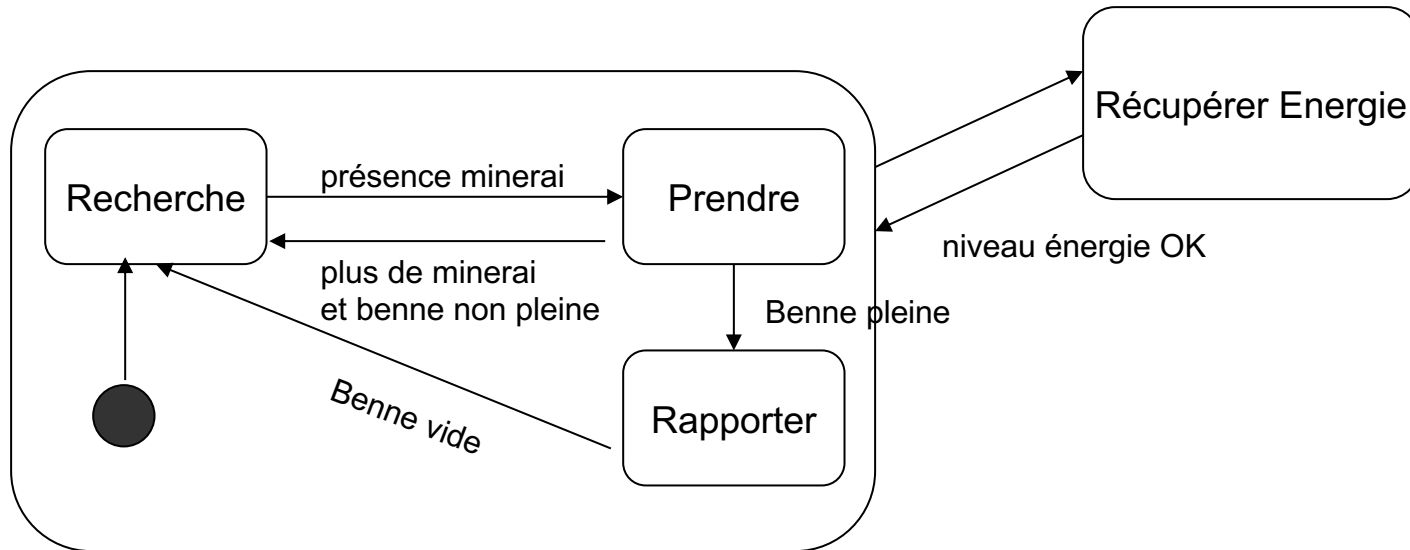 Récupérer Energie
Recherche
présence minerai
Prendre
niveau énergie OK
plus de minerai
et benne non pleine
Benne pleine
Benne vide
Rapporter